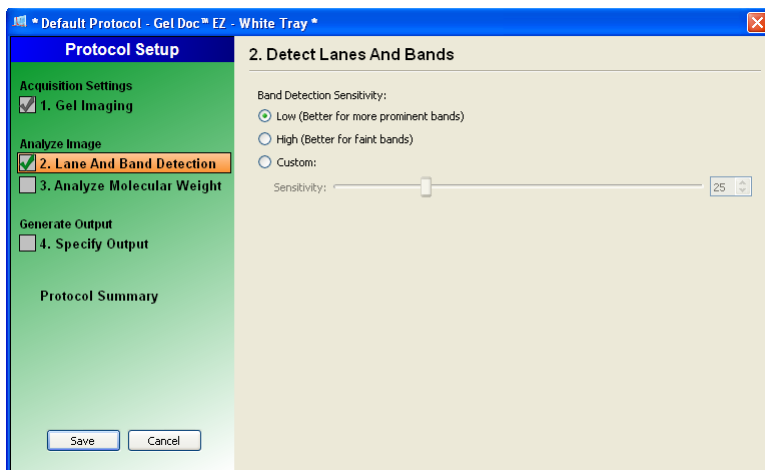 * Default Protocol - Gel Doc™ EZ - White Tray *
Protocol Setup
Acquisition Settings
1. Gel Imaging
Analyze Image
2. Lane And Band Detection
3. Analyze Molecular Weight
Generate Output
4. Specify Output
Protocol Summary
Save
Cancel
2. Detect Lanes And Bands
Band Detection Sensitivity:
Low (Better for more prominent bands)
High (Better for faint bands)
Custom:
Sensitivity: 25